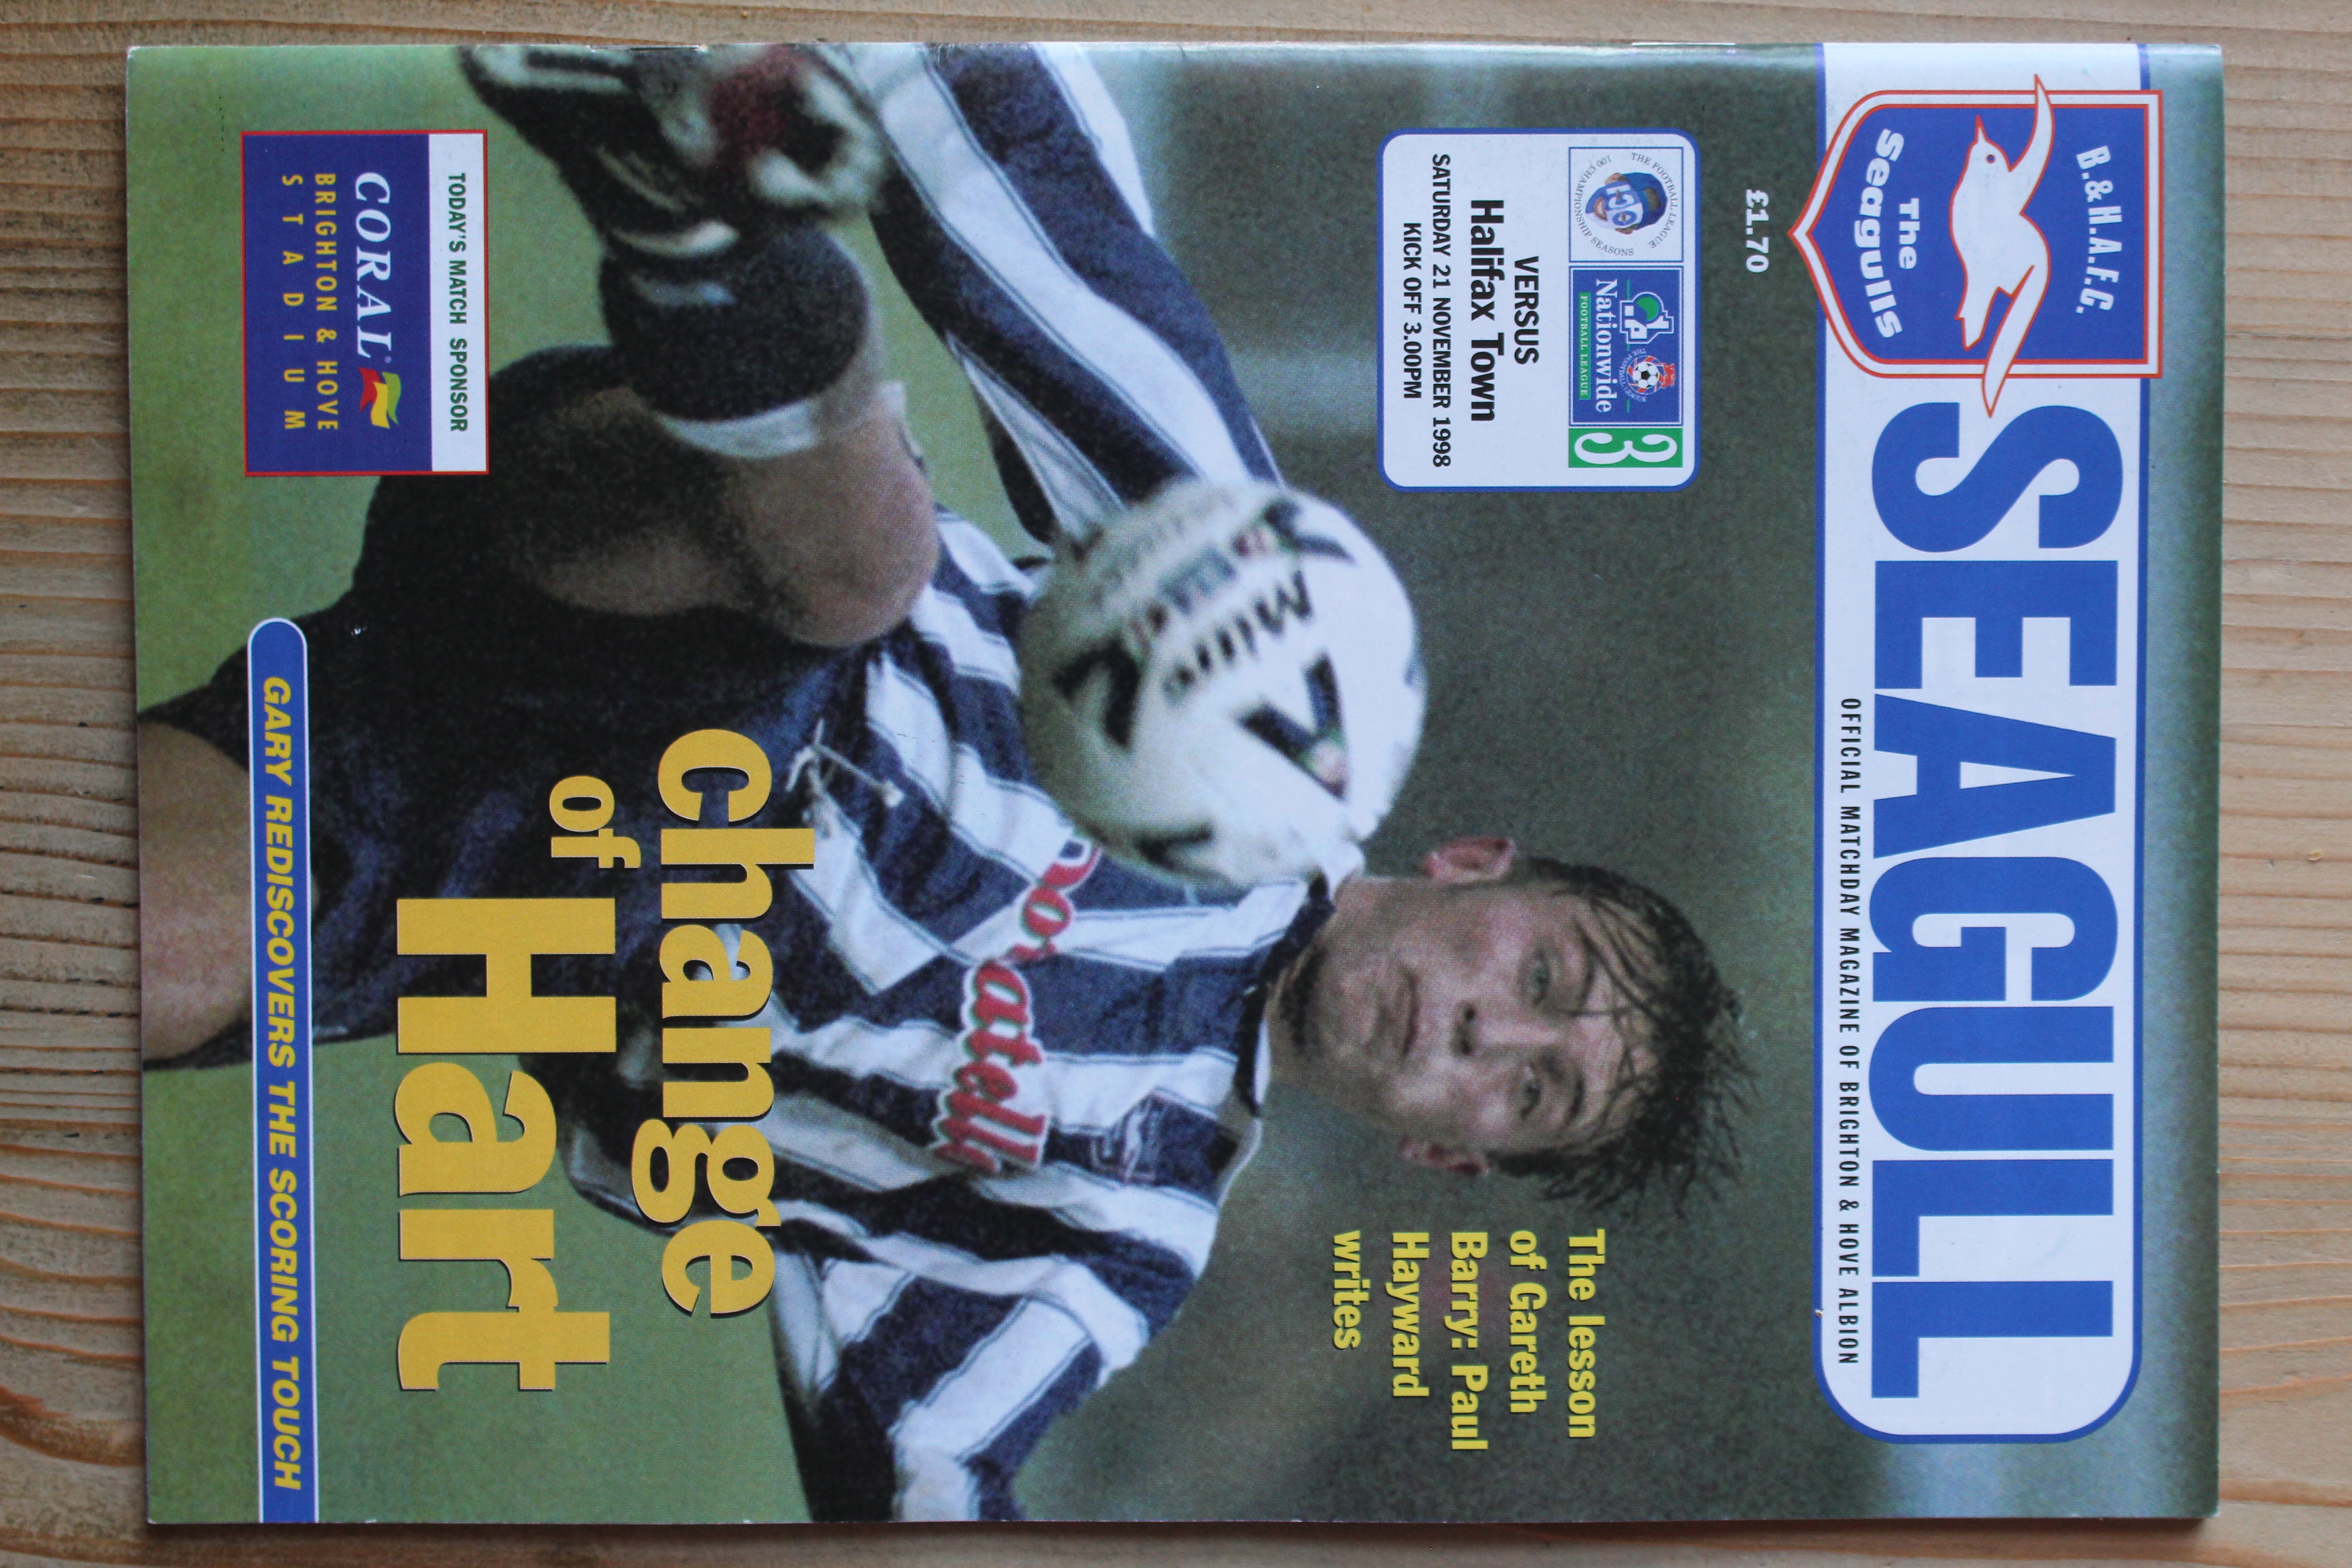 B.&H.A.F.C.
The
Seagulls
SEAGULL
OFFICIAL MATCHDAY MAGAZINE OF BRIGHTON & HOVE ALBION
£1.70
THE FOOTBALL LEAGUE
100 CHAMPIONSHIP SEASONS
Nationwide
FOOTBALL LEAGUE
3
VERSUS
Halifax Town
SATURDAY 21 NOVEMBER 1998
KICK OFF 3.00PM
The lesson
of Gareth
Barry: Paul
Hayward
writes
Mitre
Donatello
change
of
Hart
TODAY'S MATCH SPONSOR
CORAL
BRIGHTON & HOVE
STADIUM
GARY REDISCOVERS THE SCORING TOUCH